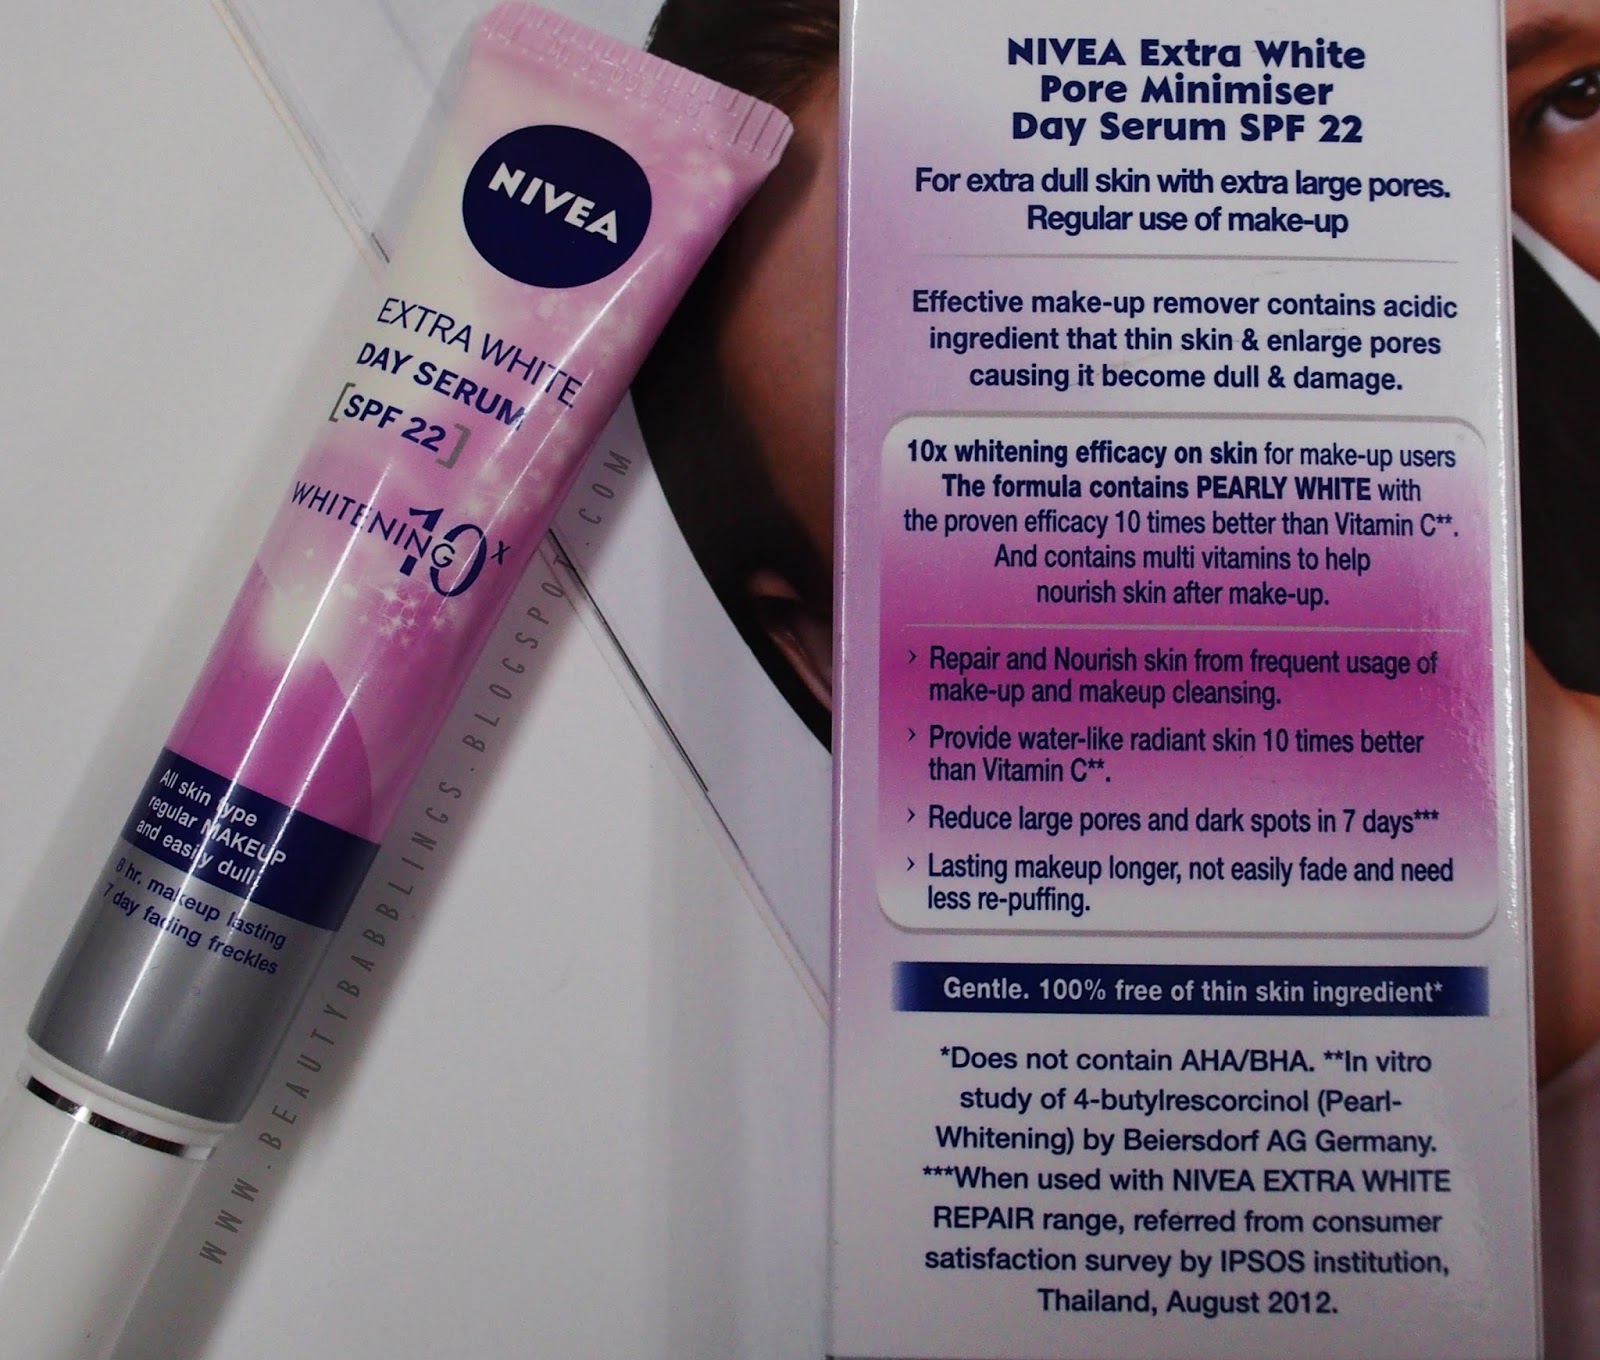 NIVEA
EXTRA WHITE
DAY SERUM
[SPF 22]
WHITENING 10x
All skin type
regular MAKEUP
and easily dull
8 hr. makeup lasting
7 day fading freckles
WWW.BEAUTYBABBLINGS.BLOGSPOT.COM
NIVEA Extra White
Pore Minimiser
Day Serum SPF 22
For extra dull skin with extra large pores.
Regular use of make-up
Effective make-up remover contains acidic
ingredient that thin skin & enlarge pores
causing it become dull & damage.
10x whitening efficacy on skin for make-up users
The formula contains PEARLY WHITE with
the proven efficacy 10 times better than Vitamin C**.
And contains multi vitamins to help
nourish skin after make-up.
› Repair and Nourish skin from frequent usage of
make-up and makeup cleansing.
› Provide water-like radiant skin 10 times better
than Vitamin C**.
› Reduce large pores and dark spots in 7 days***
› Lasting makeup longer, not easily fade and need
less re-puffing.
Gentle. 100% free of thin skin ingredient*
*Does not contain AHA/BHA. **In vitro
study of 4-butylrescorcinol (Pearl-
Whitening) by Beiersdorf AG Germany.
***When used with NIVEA EXTRA WHITE
REPAIR range, referred from consumer
satisfaction survey by IPSOS institution,
Thailand, August 2012.